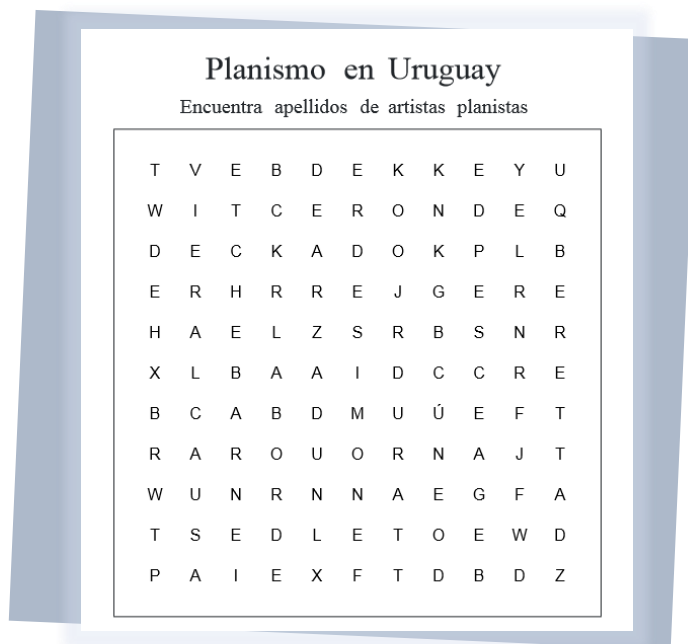 Planismo en Uruguay
Encuentra apellidos de artistas planistas
T V E B D E K K E Y U
W I T C E R O N D E Q
D E C K A D O K P L B
E R H R R E J G E R E
H A E L Z S R B S N R
X L B A A I D C C R E
B C A B D M U Ú E F T
R A R O U O R N A J T
W U N R N N A E G F A
T S E D L E T O E W D
P A I E X F T D B D Z